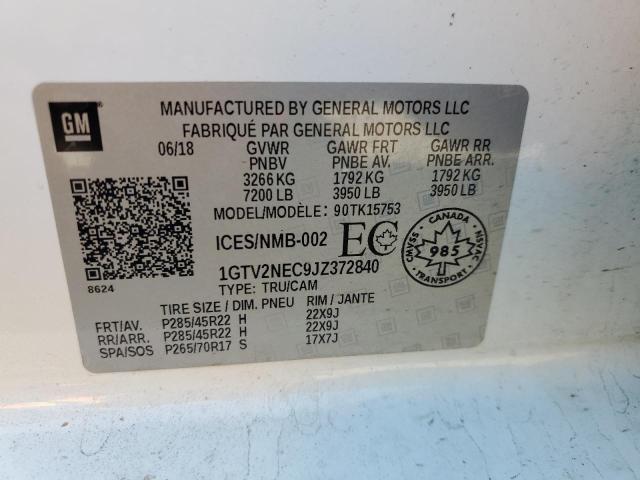 GM
MANUFACTURED BY GENERAL MOTORS LLC
FABRIQUÉ PAR GENERAL MOTORS LLC
06/18 GVWR GAWR FRT GAWR RR
PNBV PNBE AV. PNBE ARR.
3266 KG 1792 KG 1792 KG
7200 LB 3950 LB 3950 LB
MODEL/MODÈLE: 90TK15753
ICES/NMB-002 EC
CANADA
CMVSS 985 NSVAC
TRANSPORT
1GTV2NEC9JZ372840
8624
TYPE: TRU/CAM
TIRE SIZE / DIM. PNEU RIM / JANTE
FRT/AV. P285/45R22 H 22X9J
RR/ARR. P285/45R22 H 22X9J
SPA/SOS P265/70R17 S 17X7J